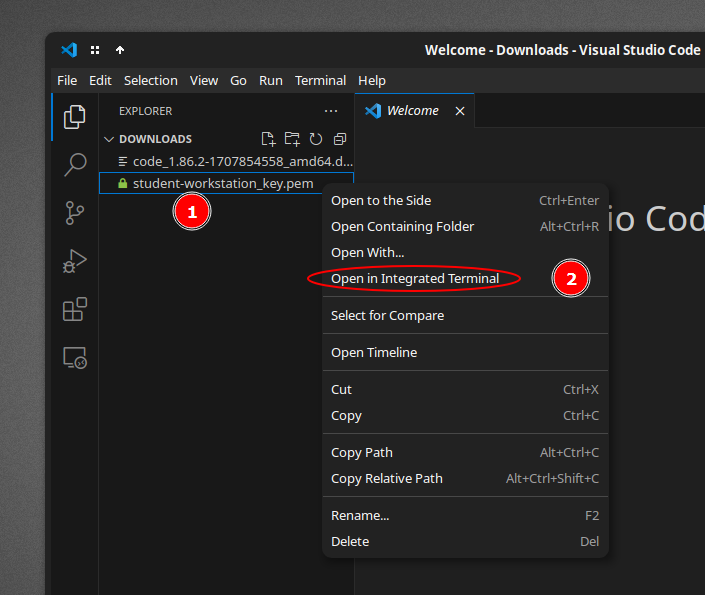 Welcome - Downloads - Visual Studio Code
File Edit Selection View Go Run Terminal Help
EXPLORER ...
Welcome
DOWNLOADS
code_1.86.2-1707854558_amd64.d...
student-workstation_key.pem
1
Open to the Side Ctrl+Enter
Open Containing Folder Alt+Ctrl+R
Open With...
Open in Integrated Terminal
2
Select for Compare
Open Timeline
Cut Ctrl+X
Copy Ctrl+C
Copy Path Alt+Ctrl+C
Copy Relative Path Alt+Ctrl+Shift+C
Rename... F2
Delete Del
io Cod